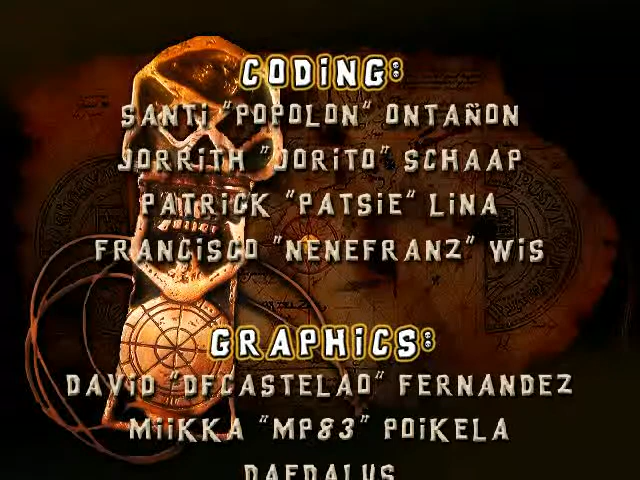 CODiNG:
SANTi "POPOLON" ONTAÑON
JORRiTH "JORiTO" SCHAAP
PATRiCK "PATSiE" LiNA
FRANCiSCO "NENEFRANZ" WiS
GRAPHiCS:
DAViD "DFCASTELAO" FERNANDEZ
MiiKKA "MP83" POiKELA
DAEDALUS